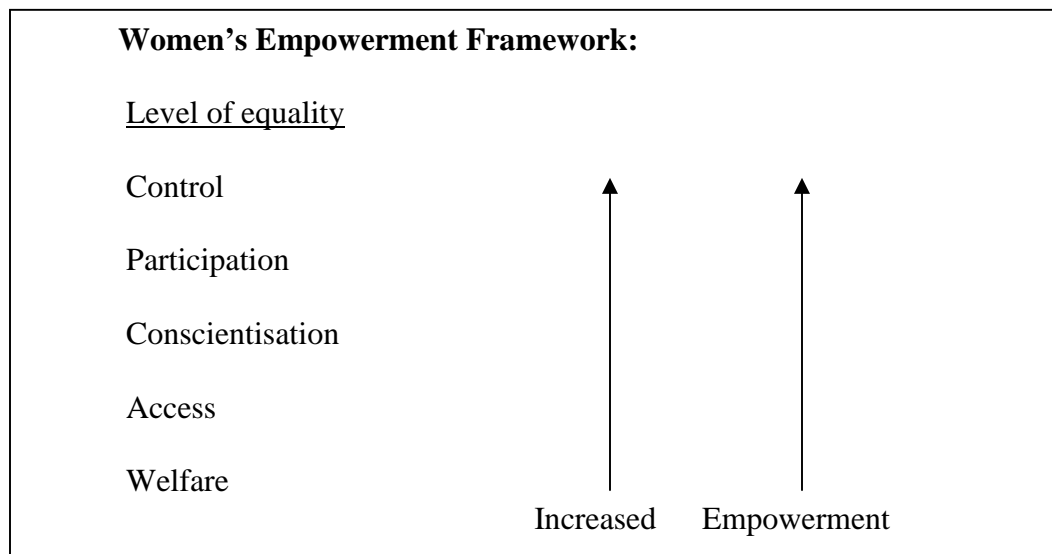 Women’s Empowerment Framework:
Level of equality
Control
Participation
Conscientisation
Access
Welfare
Increased Empowerment